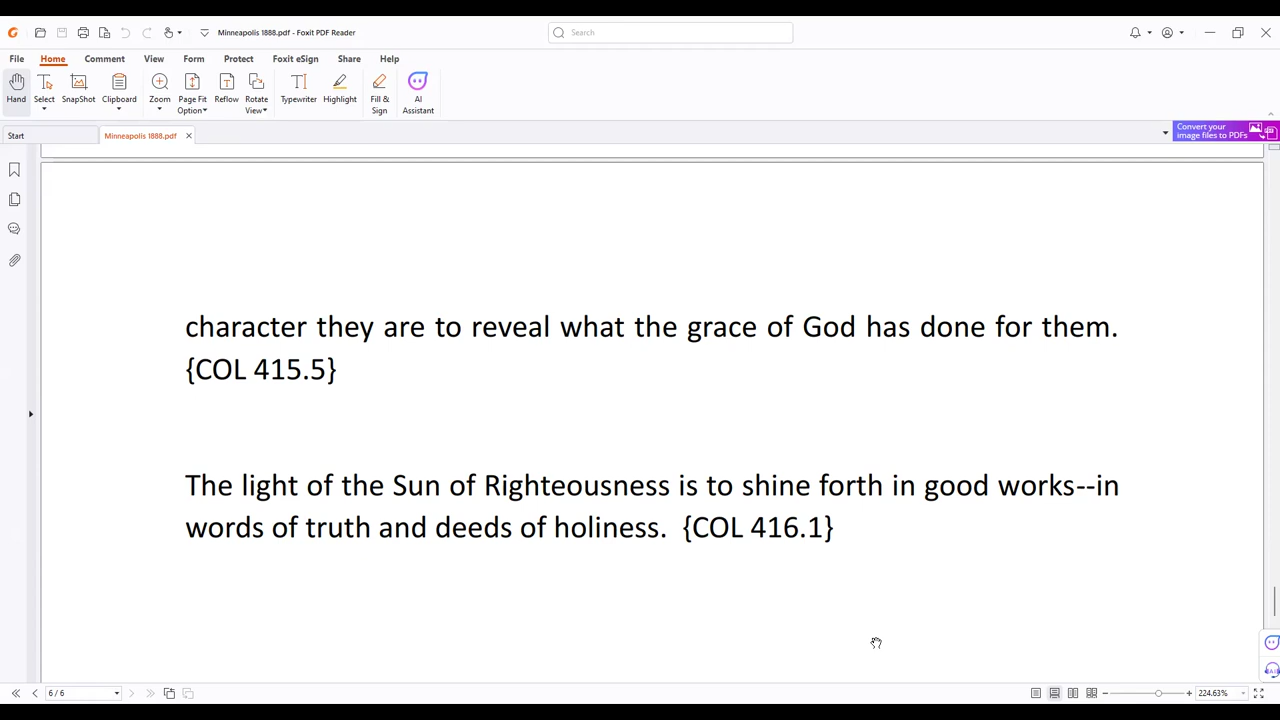 Minneapolis 1888.pdf - Foxit PDF Reader
Search
File Home Comment View Form Protect Foxit eSign Share Help
Hand Select SnapShot Clipboard Zoom Page Fit Option Reflow Rotate View Typewriter Highlight Fill & Sign AI Assistant
Start Minneapolis 1888.pdf
Convert your
image files to PDFs
character they are to reveal what the grace of God has done for them.
{COL 415.5}
The light of the Sun of Righteousness is to shine forth in good works--in
words of truth and deeds of holiness. {COL 416.1}
6 / 6
224.63%